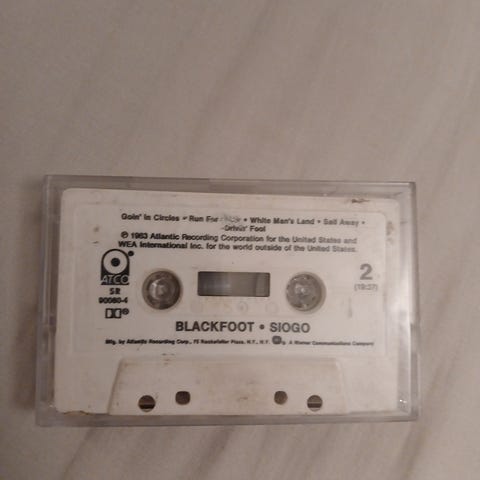 Goin' in Circles • Run For • White Man's Land • Sail Away •
Drivin' Fool
℗ 1983 Atlantic Recording Corporation for the United States and
WEA International Inc. for the world outside of the United States.
ATCO
SR
90080-4
2
(19:37)
BLACKFOOT • SIOGO
Mfg. by Atlantic Recording Corp., 75 Rockefeller Plaza, N.Y., N.Y. A Warner Communications Company